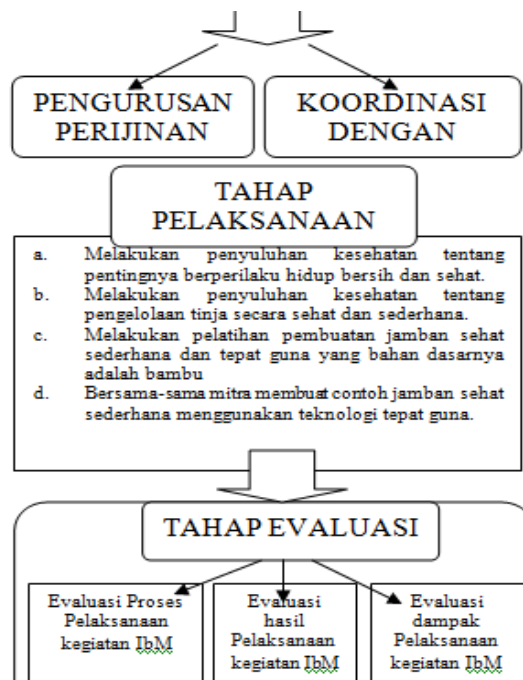 PENGURUSAN
PERIJINAN
KOORDINASI
DENGAN
TAHAP
PELAKSANAAN
a. Melakukan penyuluhan kesehatan tentang
pentingnya berperilaku hidup bersih dan sehat.
b. Melakukan penyuluhan kesehatan tentang
pengelolaan tinja secara sehat dan sederhana.
c. Melakukan pelatihan pembuatan jamban sehat
sederhana dan tepat guna yang bahan dasarnya
adalah bambu
d. Bersama-sama mitra membuat contoh jamban sehat
sederhana menggunakan teknologi tepat guna.
TAHAP EVALUASI
Evaluasi Proses
Pelaksanaan
kegiatan IbM
Evaluasi
hasil
Pelaksanaan
kegiatan IbM
Evaluasi
dampak
Pelaksanaan
kegiatan IbM